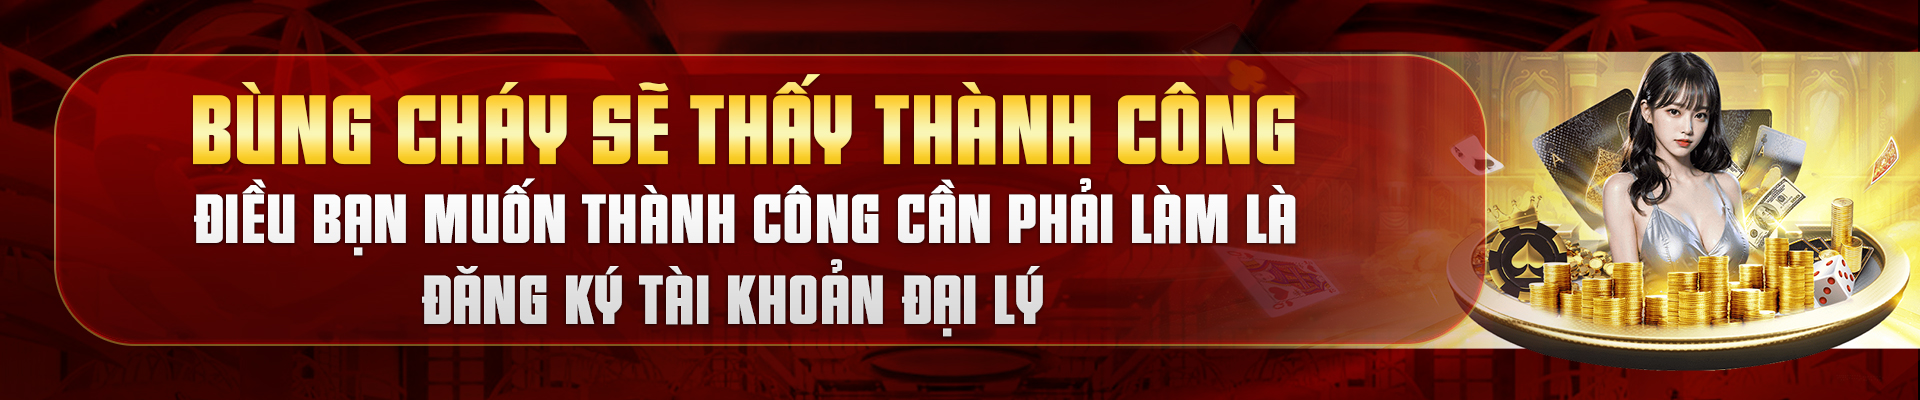 BÙNG CHÁY SẼ THẤY THÀNH CÔNG
ĐIỀU BẠN MUỐN THÀNH CÔNG CẦN PHẢI LÀM LÀ
ĐĂNG KÝ TÀI KHOẢN ĐẠI LÝ